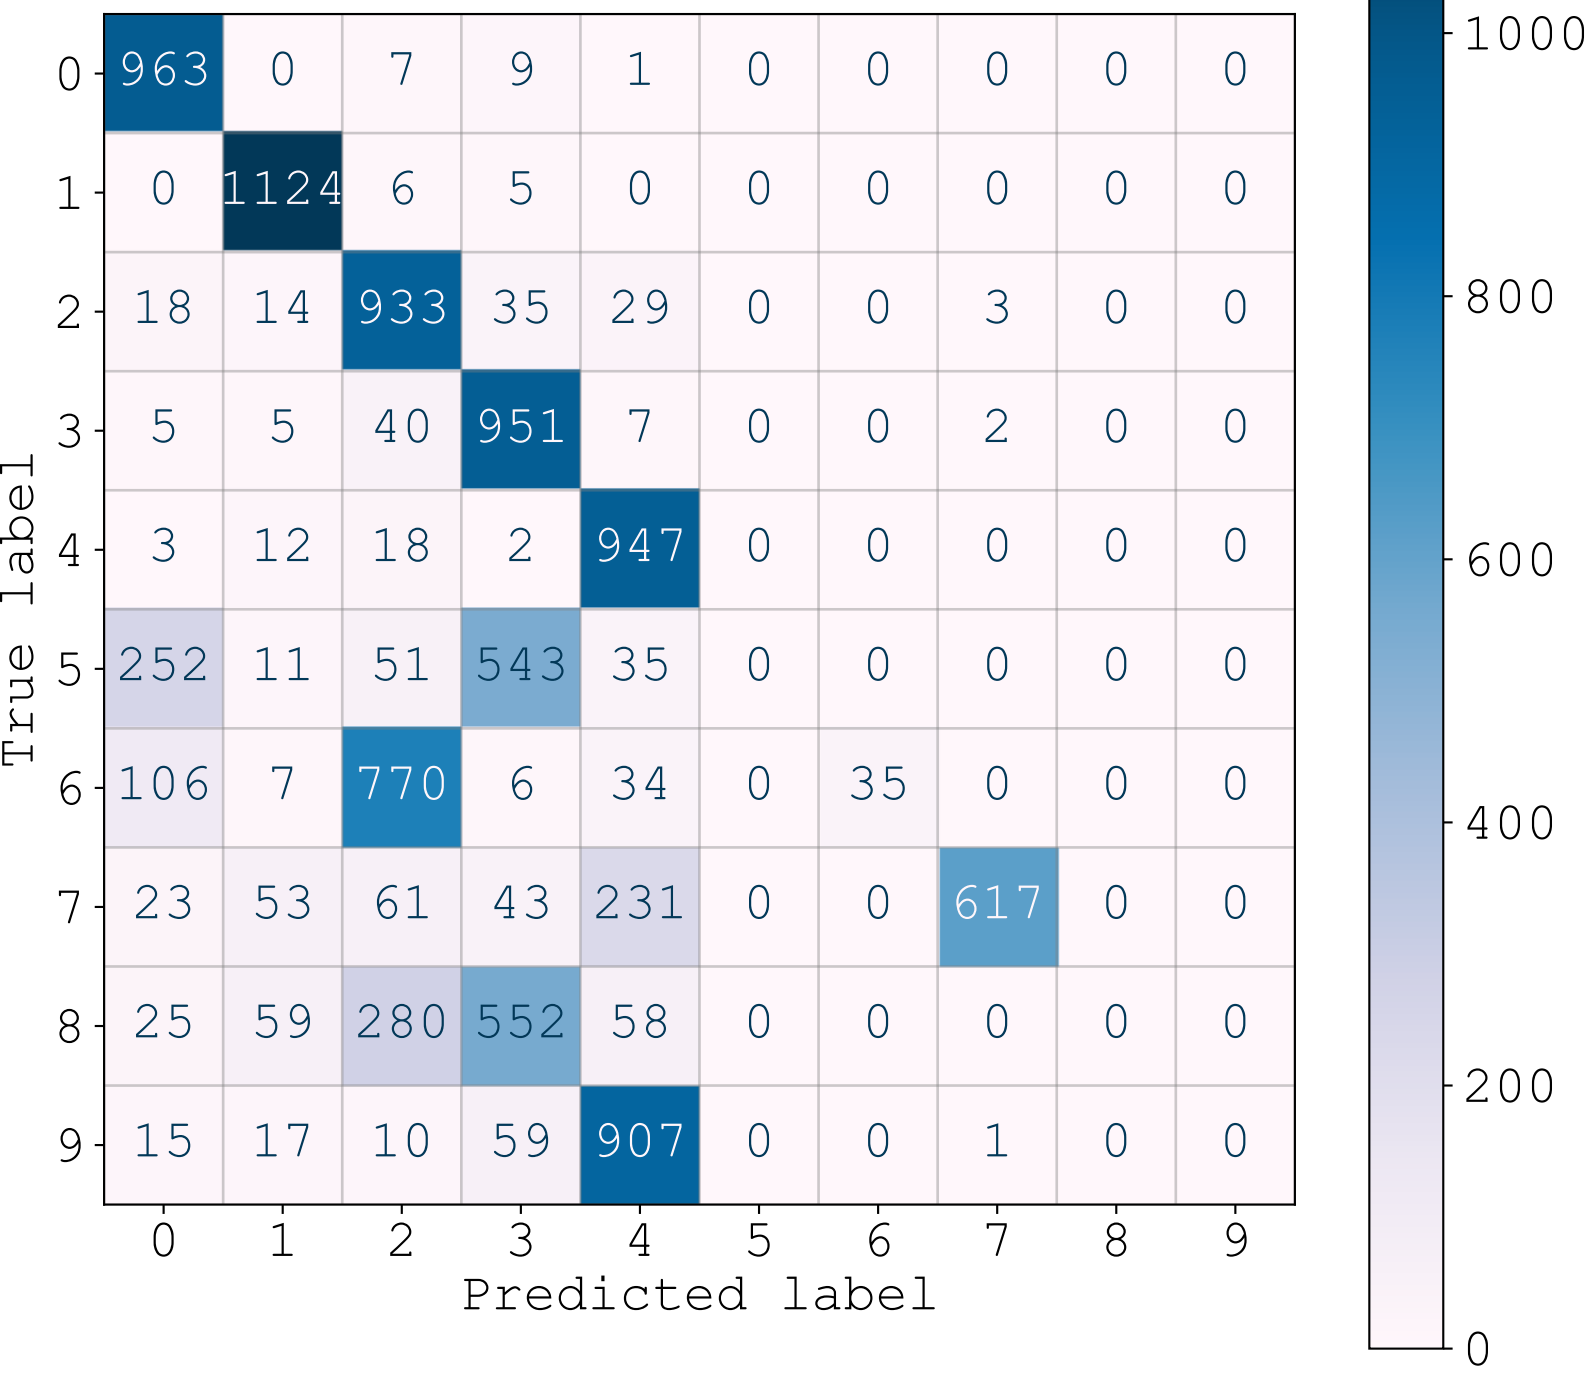 0 963 0 7 9 1 0 0 0 0 0
1 0 1124 6 5 0 0 0 0 0 0
2 18 14 933 35 29 0 0 3 0 0
3 5 5 40 951 7 0 0 2 0 0
4 3 12 18 2 947 0 0 0 0 0
5 252 11 51 543 35 0 0 0 0 0
6 106 7 770 6 34 0 35 0 0 0
7 23 53 61 43 231 0 0 617 0 0
8 25 59 280 552 58 0 0 0 0 0
9 15 17 10 59 907 0 0 1 0 0
0 1 2 3 4 5 6 7 8 9
Predicted label
True label
1000
800
600
400
200
0